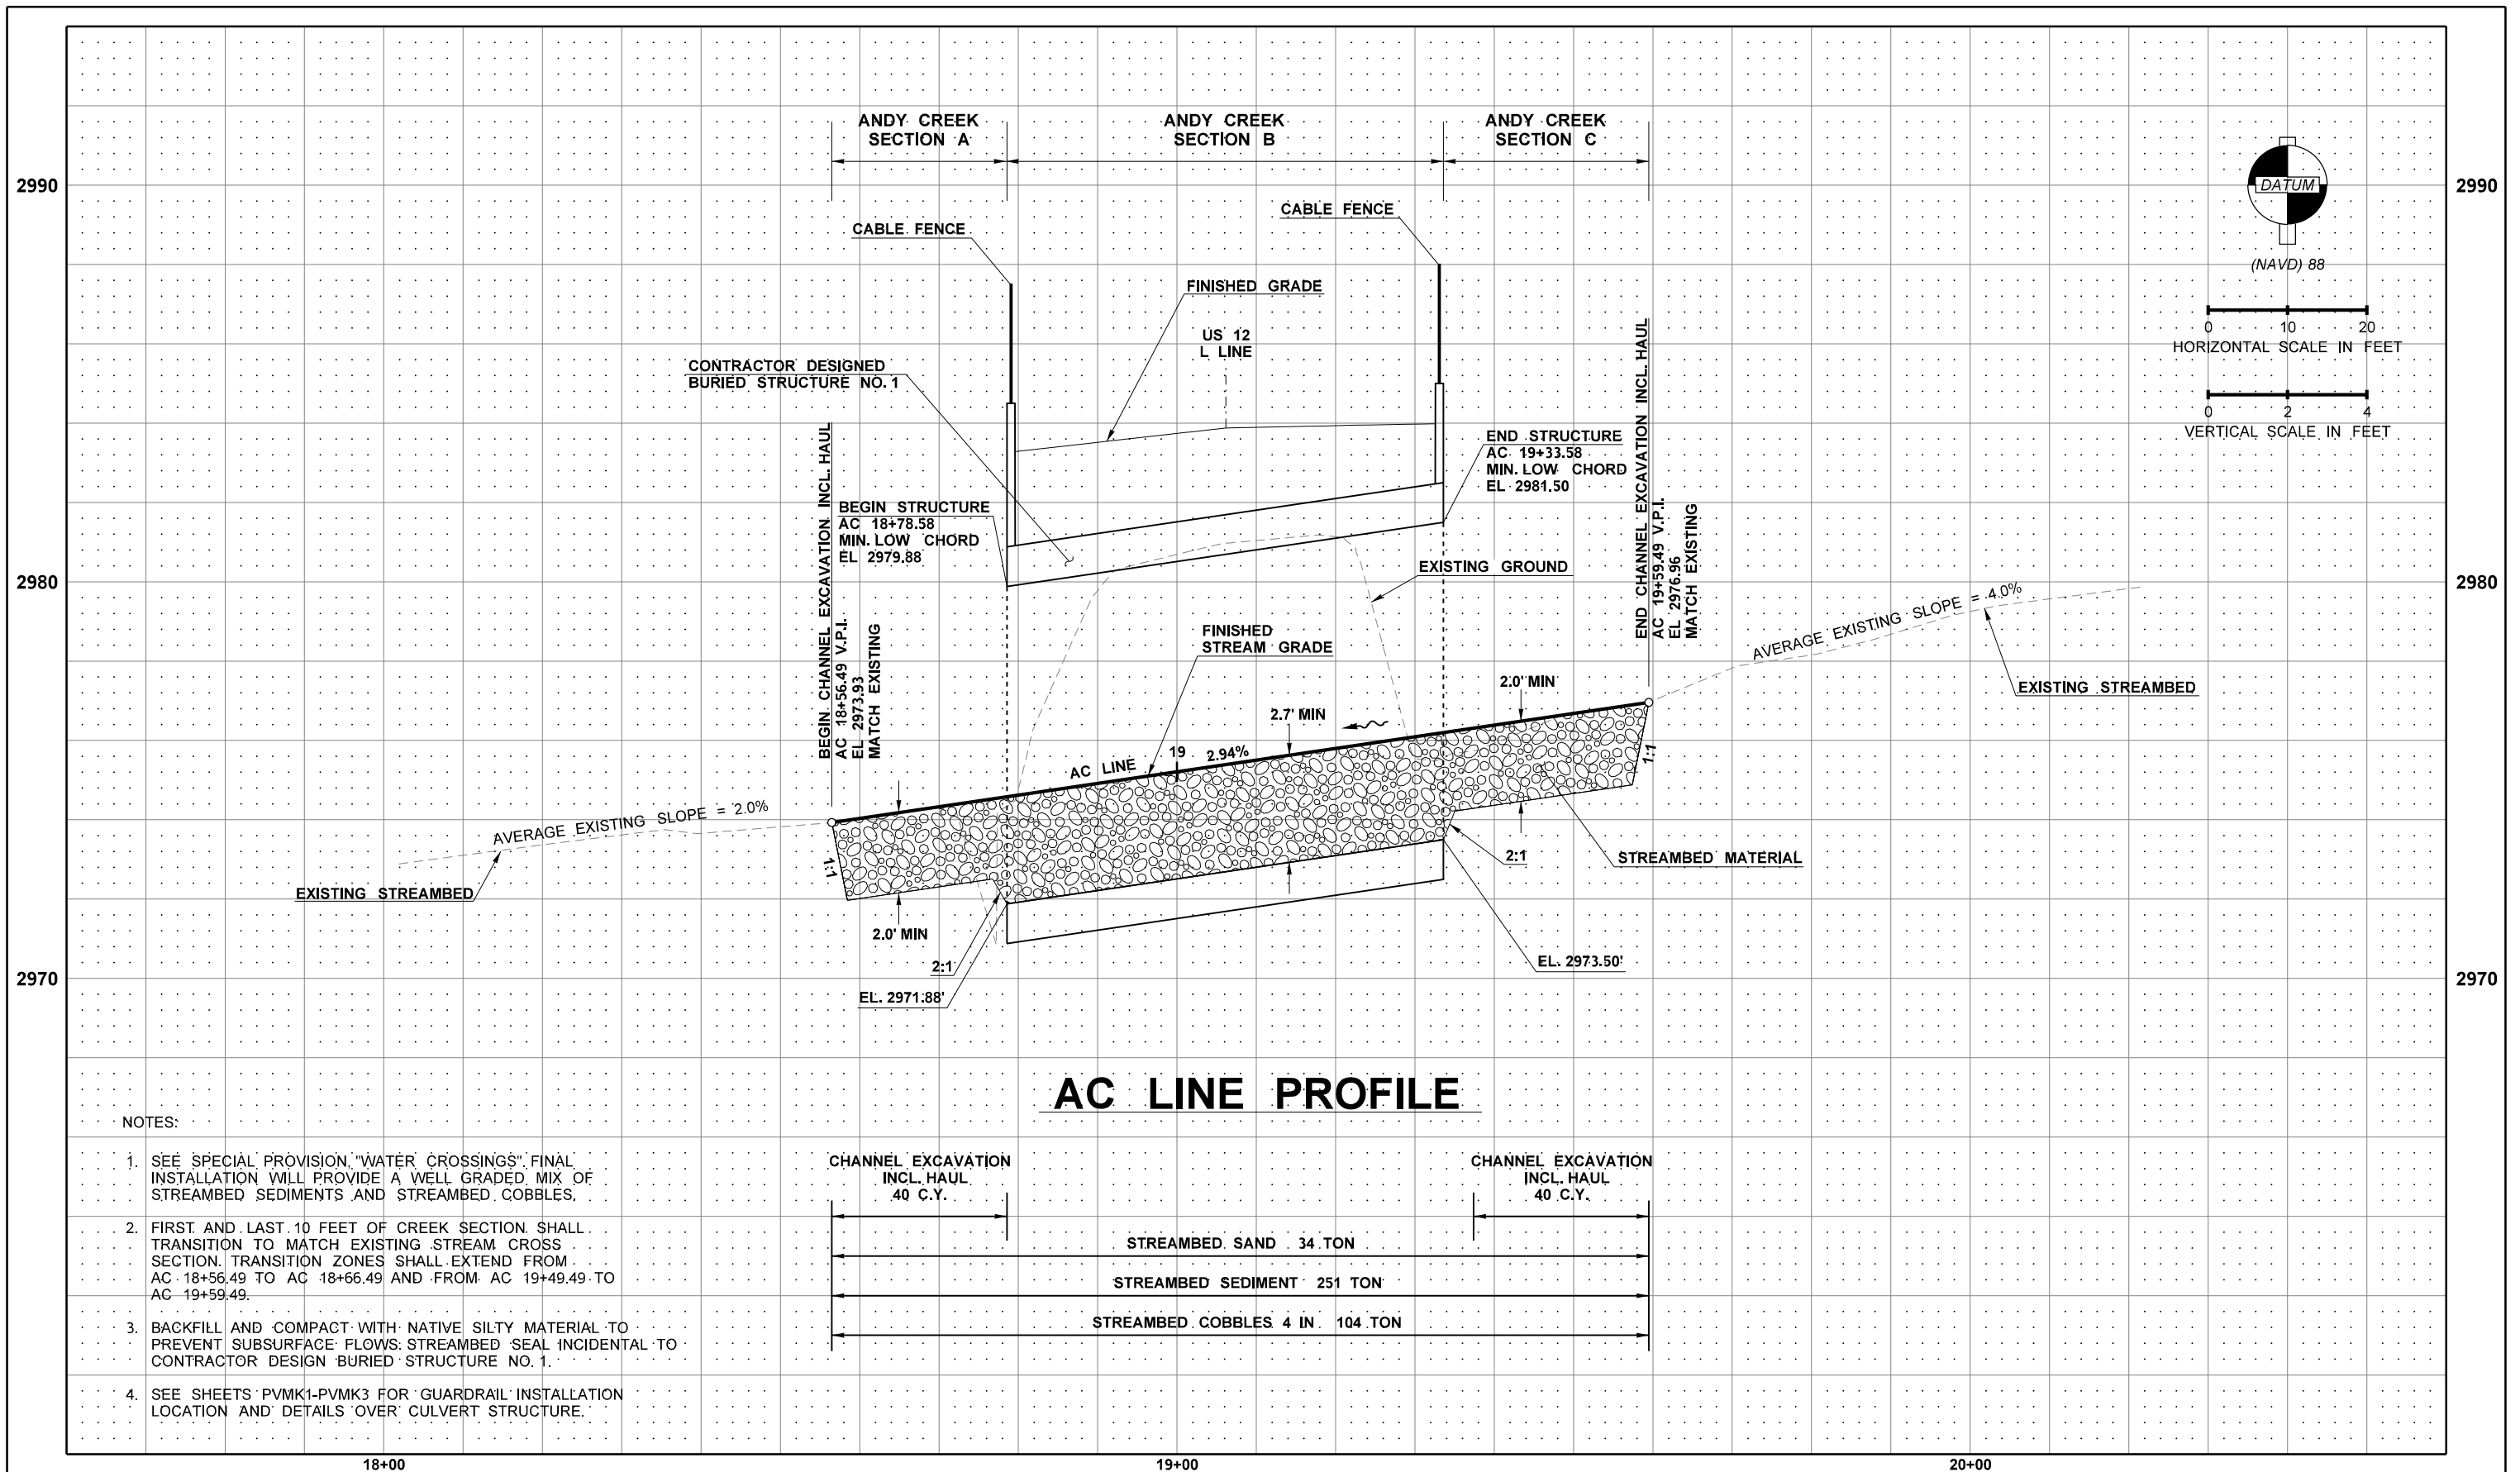 ANDY CREEK
SECTION A
ANDY CREEK
SECTION B
ANDY CREEK
SECTION C
2990
2990
DATUM
(NAVD) 88
0 10 20
HORIZONTAL SCALE IN FEET
0 2 4
VERTICAL SCALE IN FEET
CABLE FENCE
CABLE FENCE
FINISHED GRADE
US 12
L LINE
CONTRACTOR DESIGNED
BURIED STRUCTURE NO. 1
BEGIN CHANNEL EXCAVATION INCL. HAUL
AC 18+56.49 V.P.I.
EL 2973.93
MATCH EXISTING
BEGIN STRUCTURE
AC 18+78.58
MIN. LOW CHORD
EL 2979.88
END STRUCTURE
AC 19+33.58
MIN. LOW CHORD
EL 2981.50
END CHANNEL EXCAVATION INCL. HAUL
AC 19+59.49 V.P.I.
EL 2976.96
MATCH EXISTING
2980
2980
EXISTING GROUND
FINISHED
STREAM GRADE
AVERAGE EXISTING SLOPE = 4.0%
EXISTING STREAMBED
2.0' MIN
2.7' MIN
AC LINE
19
2.94%
1:1
AVERAGE EXISTING SLOPE = 2.0%
EXISTING STREAMBED
1:1
2.0' MIN
2:1
EL. 2971.88'
2:1
STREAMBED MATERIAL
EL. 2973.50'
2970
2970
AC LINE PROFILE
NOTES:
1. SEE SPECIAL PROVISION "WATER CROSSINGS". FINAL
INSTALLATION WILL PROVIDE A WELL GRADED MIX OF
STREAMBED SEDIMENTS AND STREAMBED COBBLES.
2. FIRST AND LAST 10 FEET OF CREEK SECTION SHALL
TRANSITION TO MATCH EXISTING STREAM CROSS
SECTION. TRANSITION ZONES SHALL EXTEND FROM
AC 18+56.49 TO AC 18+66.49 AND FROM AC 19+49.49 TO
AC 19+59.49.
3. BACKFILL AND COMPACT WITH NATIVE SILTY MATERIAL TO
PREVENT SUBSURFACE FLOWS. STREAMBED SEAL INCIDENTAL TO
CONTRACTOR DESIGN BURIED STRUCTURE NO. 1.
4. SEE SHEETS PVMK1-PVMK3 FOR GUARDRAIL INSTALLATION
LOCATION AND DETAILS OVER CULVERT STRUCTURE.
CHANNEL EXCAVATION
INCL. HAUL
40 C.Y.
CHANNEL EXCAVATION
INCL. HAUL
40 C.Y.
STREAMBED SAND 34 TON
STREAMBED SEDIMENT 251 TON
STREAMBED COBBLES 4 IN 104 TON
18+00
19+00
20+00